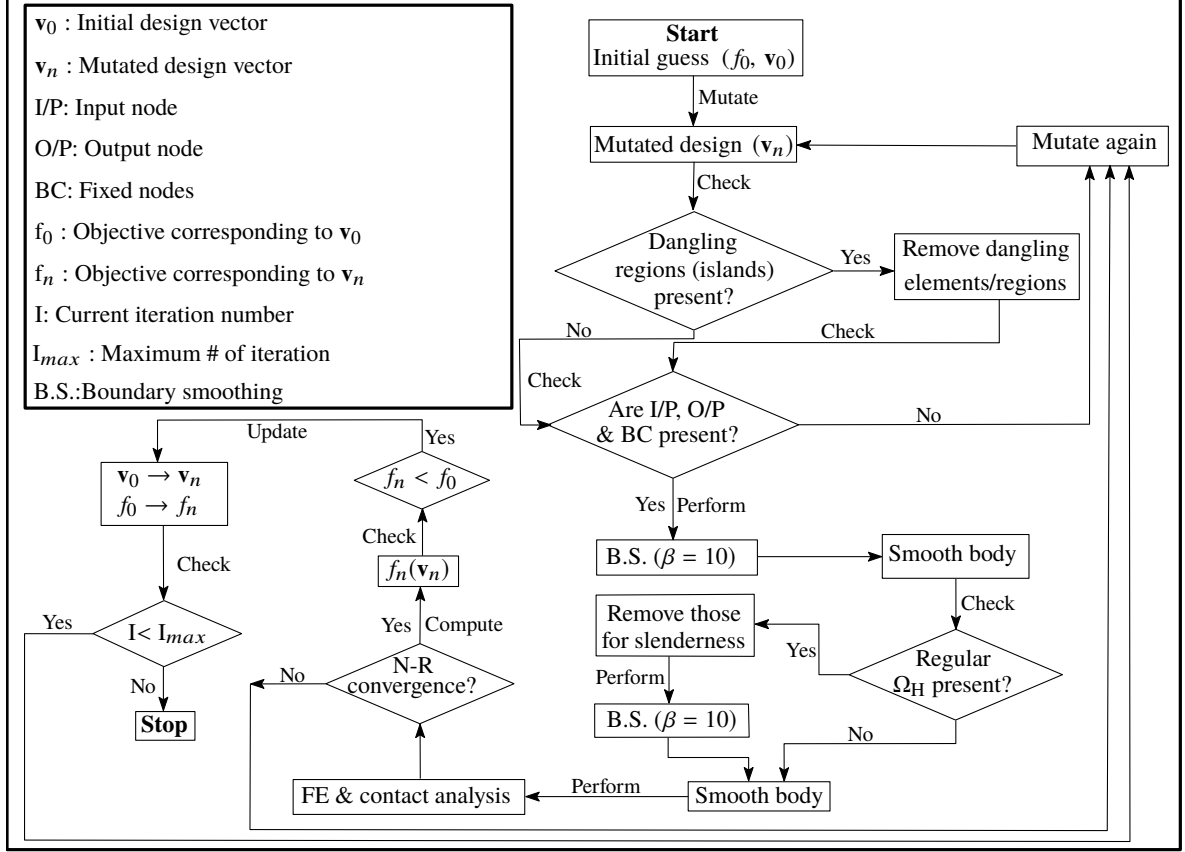 v₀ : Initial design vector
vₙ : Mutated design vector
I/P: Input node
O/P: Output node
BC: Fixed nodes
f₀ : Objective corresponding to v₀
fₙ : Objective corresponding to vₙ
I: Current iteration number
Iₘₐₓ : Maximum # of iteration
B.S.:Boundary smoothing
Start
Initial guess (f₀, v₀)
Mutate
Mutated design (vₙ)
Mutate again
Check
Dangling
regions (islands)
present?
Yes
Remove dangling
elements/regions
No
Check
Check
Are I/P, O/P
& BC present?
No
Yes Perform
B.S. (β = 10)
Smooth body
Check
Regular
Ω_H present?
Yes
Remove those
for slenderness
Perform
B.S. (β = 10)
No
Smooth body
Perform
FE & contact analysis
N-R
convergence?
No
Yes Compute
fₙ(vₙ)
Check
fₙ < f₀
Yes
Update
v₀ → vₙ
f₀ → fₙ
Check
I< Iₘₐₓ
Yes
No
Stop